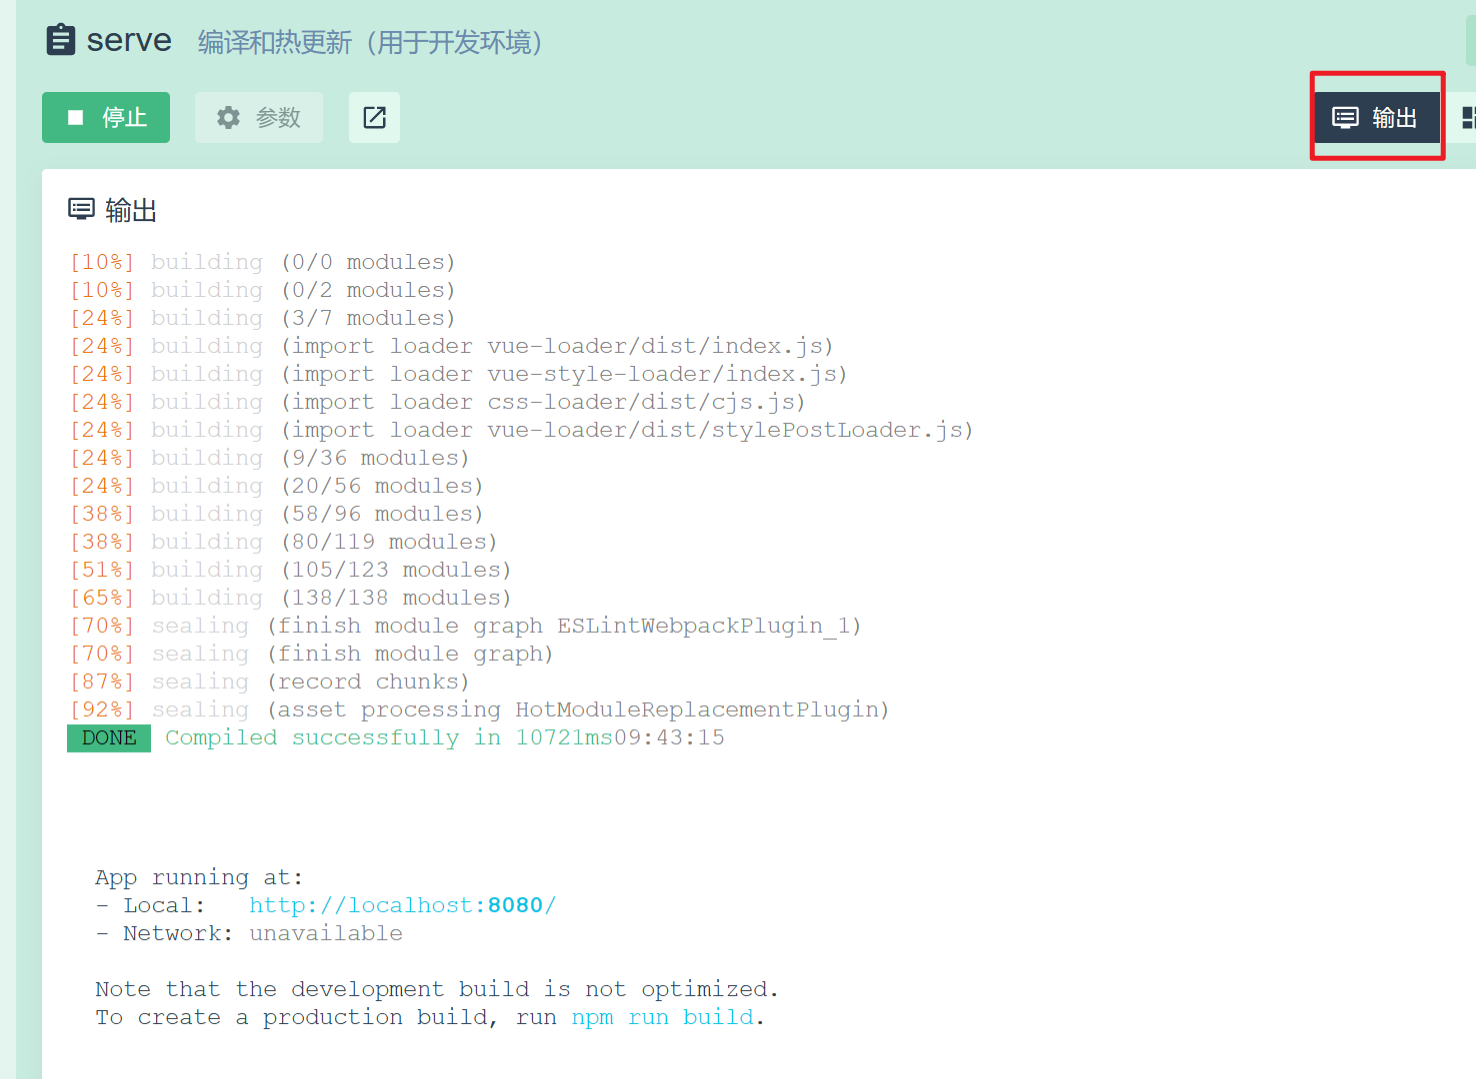 serve 编译和热更新（用于开发环境）
停止 参数 输出
输出
[10%] building (0/0 modules)
[10%] building (0/2 modules)
[24%] building (3/7 modules)
[24%] building (import loader vue-loader/dist/index.js)
[24%] building (import loader vue-style-loader/index.js)
[24%] building (import loader css-loader/dist/cjs.js)
[24%] building (import loader vue-loader/dist/stylePostLoader.js)
[24%] building (9/36 modules)
[24%] building (20/56 modules)
[38%] building (58/96 modules)
[38%] building (80/119 modules)
[51%] building (105/123 modules)
[65%] building (138/138 modules)
[70%] sealing (finish module graph ESLintWebpackPlugin_1)
[70%] sealing (finish module graph)
[87%] sealing (record chunks)
[92%] sealing (asset processing HotModuleReplacementPlugin)
DONE Compiled successfully in 10721ms09:43:15
App running at:
- Local: http://localhost:8080/
- Network: unavailable
Note that the development build is not optimized.
To create a production build, run npm run build.